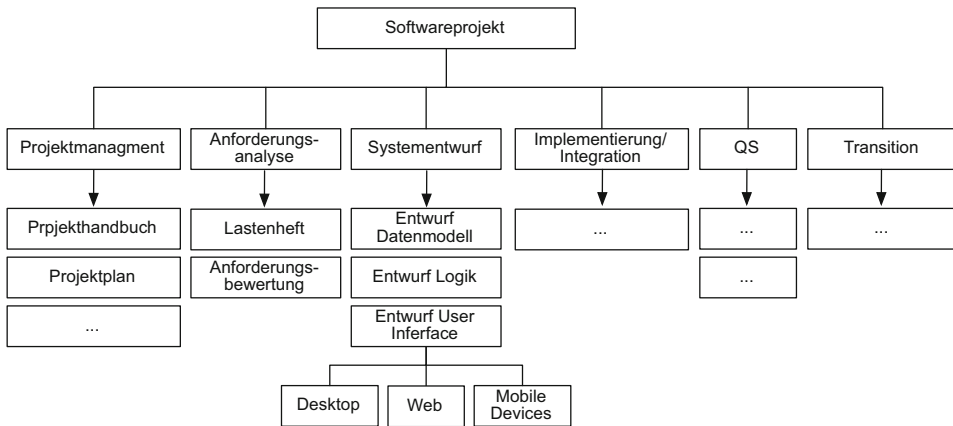 Softwareprojekt
Projektmanagment
Anforderungs-
analyse
Systementwurf
Implementierung/
Integration
QS
Transition
Prpjekthandbuch
Lastenheft
Entwurf
Datenmodell
...
...
...
Projektplan
Anforderungs-
bewertung
Entwurf Logik
...
...
Entwurf User
Inferface
Desktop
Web
Mobile
Devices